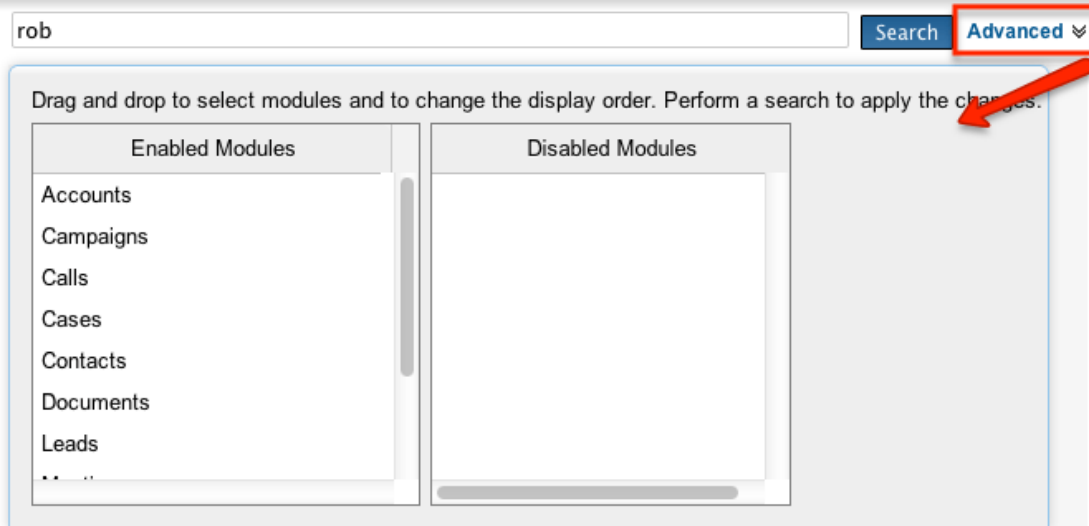 rob
Search Advanced
Drag and drop to select modules and to change the display order. Perform a search to apply the changes.
Enabled Modules Disabled Modules
Accounts
Campaigns
Calls
Cases
Contacts
Documents
Leads